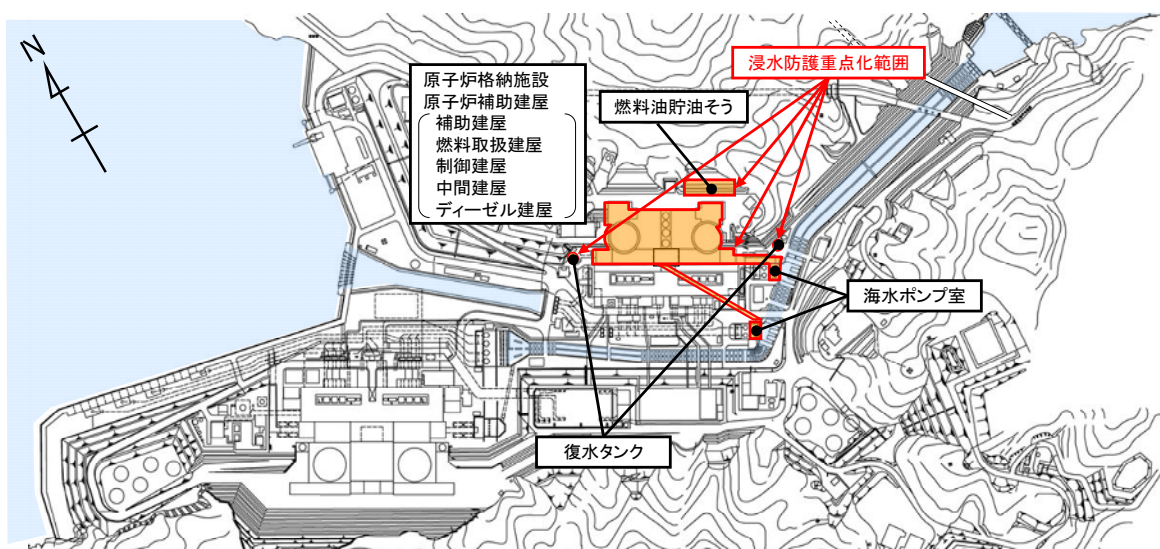 N
浸水防護重点化範囲
原子炉格納施設
原子炉補助建屋
補助建屋
燃料取扱建屋
制御建屋
中間建屋
ディーゼル建屋
燃料油貯油そう
海水ポンプ室
復水タンク